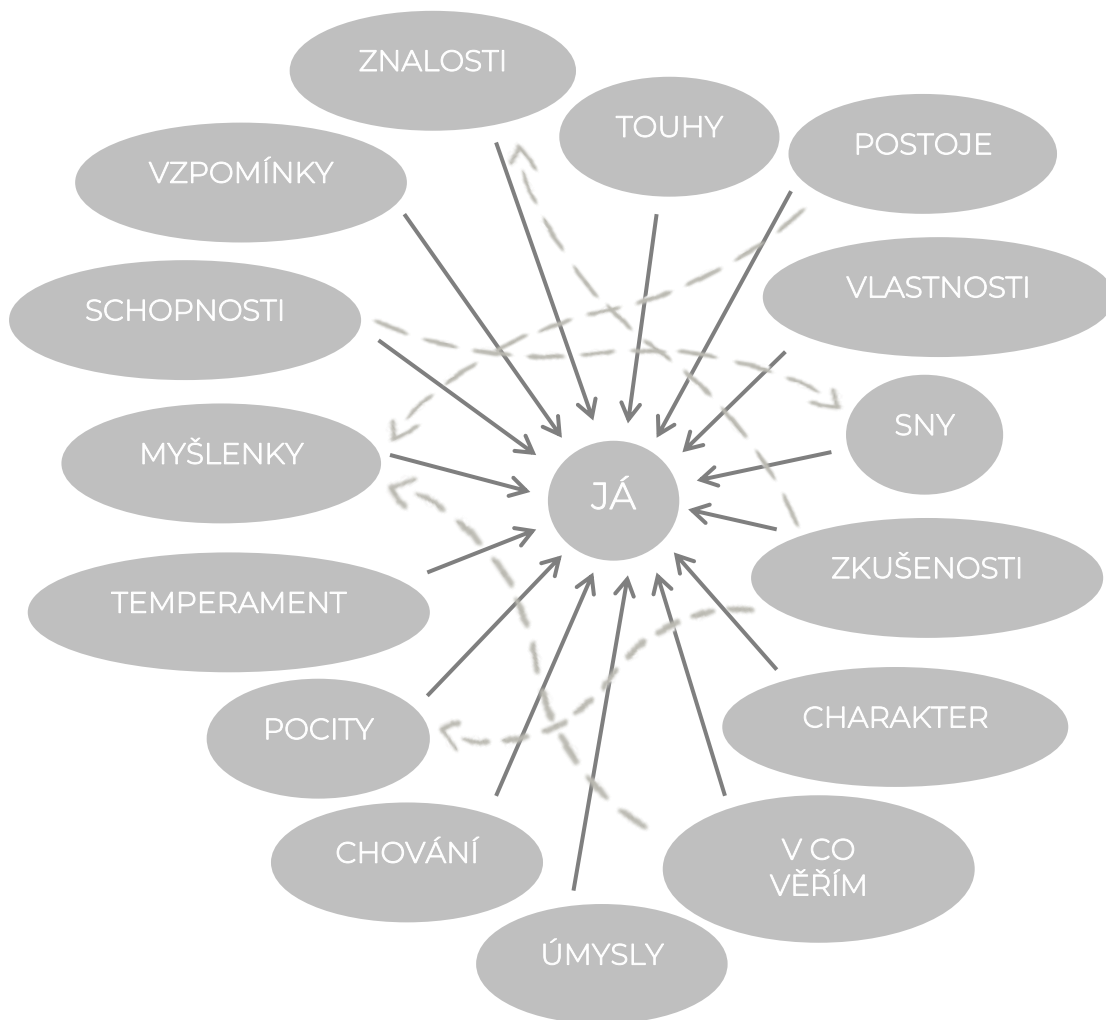 ZNALOSTI
TOUHY
POSTOJE
VZPOMÍNKY
VLASTNOSTI
SCHOPNOSTI
SNY
MYŠLENKY
JÁ
ZKUŠENOSTI
TEMPERAMENT
CHARAKTER
POCITY
CHOVÁNÍ
V CO
VĚŘÍM
ÚMYSLY